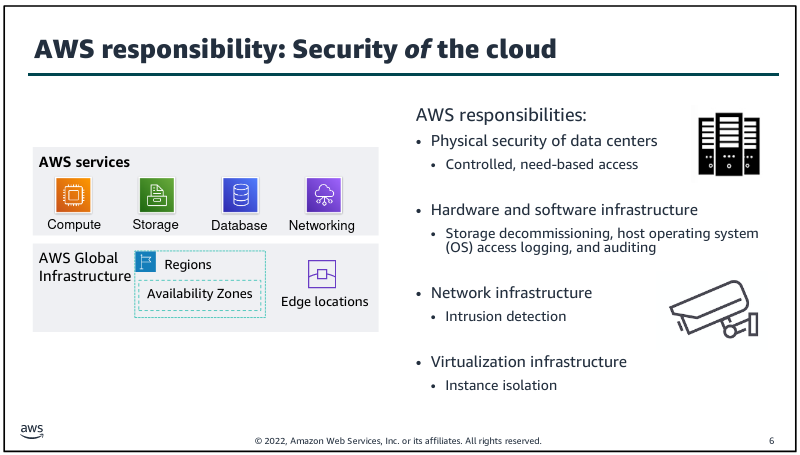 AWS responsibility: Security of the cloud
AWS services
Compute
Storage
Database
Networking
AWS Global
Infrastructure
Regions
Availability Zones
Edge locations
AWS responsibilities:
• Physical security of data centers
• Controlled, need-based access
• Hardware and software infrastructure
• Storage decommissioning, host operating system
(OS) access logging, and auditing
• Network infrastructure
• Intrusion detection
• Virtualization infrastructure
• Instance isolation
aws
© 2022, Amazon Web Services, Inc. or its affiliates. All rights reserved.
6